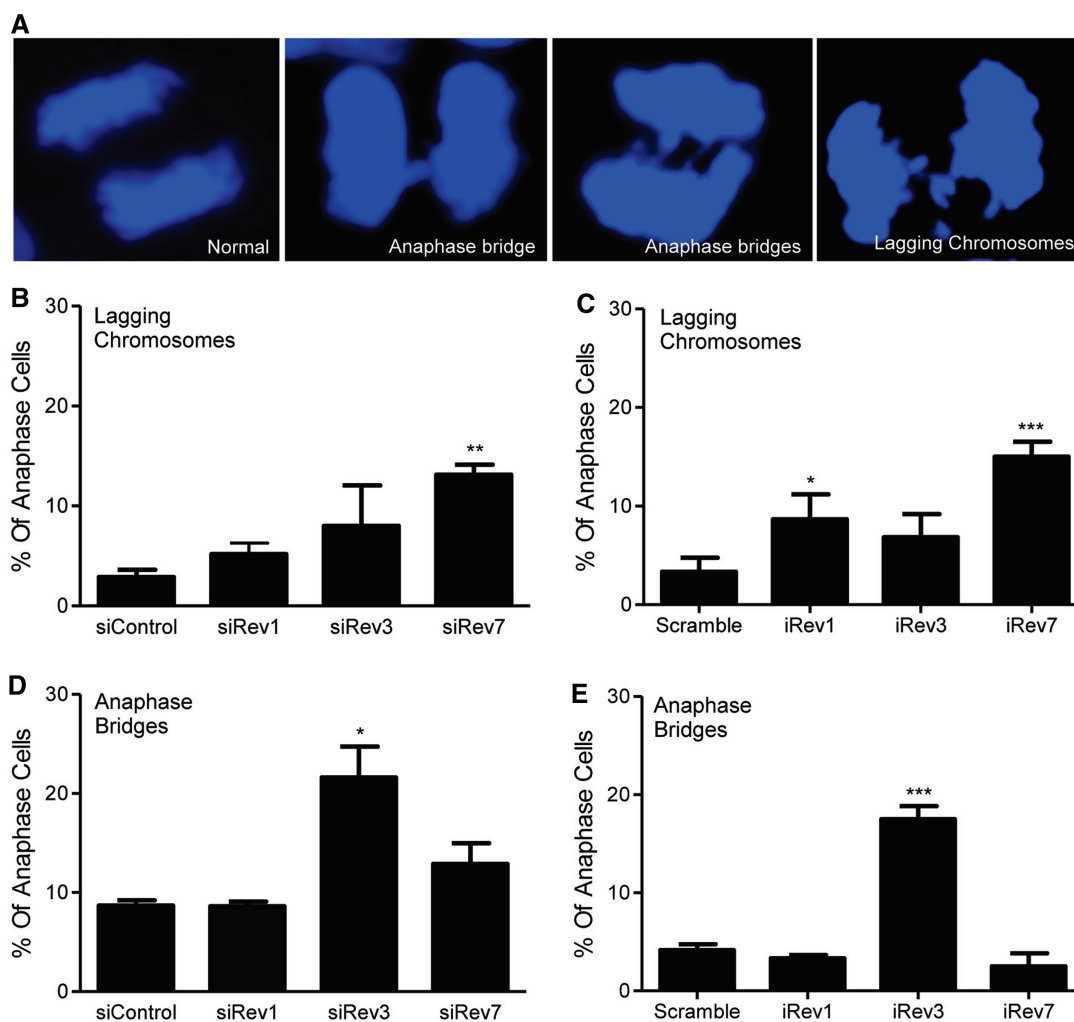 A
Normal
Anaphase bridge
Anaphase bridges
Lagging Chromosomes
B
% Of Anaphase Cells
30
20
10
0
Lagging
Chromosomes
**
siControl
siRev1
siRev3
siRev7
C
% Of Anaphase Cells
30
20
10
0
Lagging
Chromosomes
*
***
Scramble
iRev1
iRev3
iRev7
D
% Of Anaphase Cells
30
20
10
0
Anaphase
Bridges
*
siControl
siRev1
siRev3
siRev7
E
% Of Anaphase Cells
30
20
10
0
Anaphase
Bridges
***
Scramble
iRev1
iRev3
iRev7